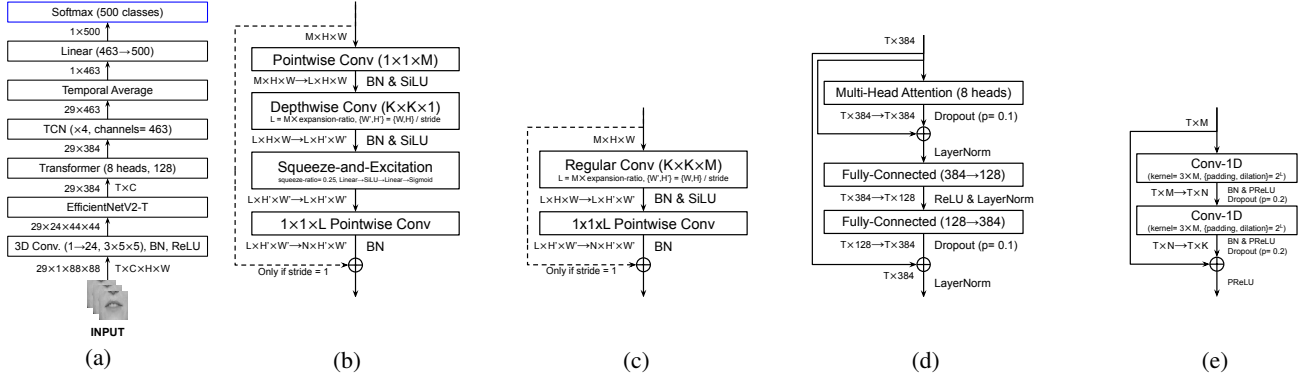 Softmax (500 classes)
1×500
Linear (463→500)
1×463
Temporal Average
29×463
TCN (×4, channels= 463)
29×384
Transformer (8 heads, 128)
29×384 T×C
EfficientNetV2-T
29×24×44×44
3D Conv. (1→24, 3×5×5), BN, ReLU
29×1×88×88 T×C×H×W
INPUT
(a)
M×H×W
Pointwise Conv (1×1×M)
M×H×W→L×H×W BN & SiLU
Depthwise Conv (K×K×1)
L = M×expansion-ratio, {W',H'} = {W,H} / stride
L×H×W→L×H'×W' BN & SiLU
Squeeze-and-Excitation
squeeze-ratio= 0.25, Linear→SiLU→Linear→Sigmoid
L×H'×W'→L×H'×W'
1×1×L Pointwise Conv
L×H'×W'→N×H'×W' BN
Only if stride = 1
(b)
M×H×W
Regular Conv (K×K×M)
L = M×expansion-ratio, {W',H'} = {W,H} / stride
L×H×W→L×H'×W' BN & SiLU
1x1xL Pointwise Conv
L×H'×W'→N×H'×W' BN
Only if stride = 1
(c)
T×384
Multi-Head Attention (8 heads)
T×384→T×384 Dropout (p= 0.1)
LayerNorm
Fully-Connected (384→128)
T×384→T×128 ReLU & LayerNorm
Fully-Connected (128→384)
T×128→T×384 Dropout (p= 0.1)
T×384
LayerNorm
(d)
T×M
Conv-1D
(kernel= 3×M, {padding, dilation}= 2ᴸ)
T×M→T×N BN & PReLU
Dropout (p= 0.2)
Conv-1D
(kernel= 3×M, {padding, dilation}= 2ᴸ)
T×N→T×K BN & PReLU
Dropout (p= 0.2)
PReLU
(e)